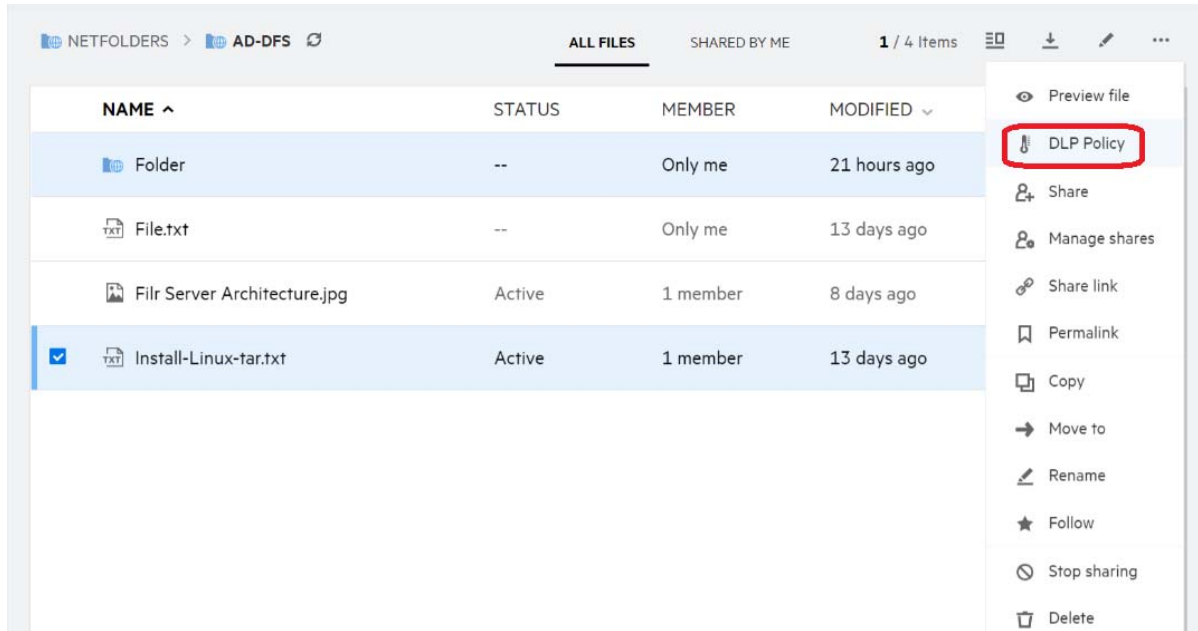 NETFOLDERS > AD-DFS
ALL FILES
SHARED BY ME
1 / 4 Items
NAME
STATUS
MEMBER
MODIFIED
Folder
--
Only me
21 hours ago
TXT
File.txt
--
Only me
13 days ago
Filr Server Architecture.jpg
Active
1 member
8 days ago
TXT
Install-Linux-tar.txt
Active
1 member
13 days ago
Preview file
DLP Policy
Share
Manage shares
Share link
Permalink
Copy
Move to
Rename
Follow
Stop sharing
Delete